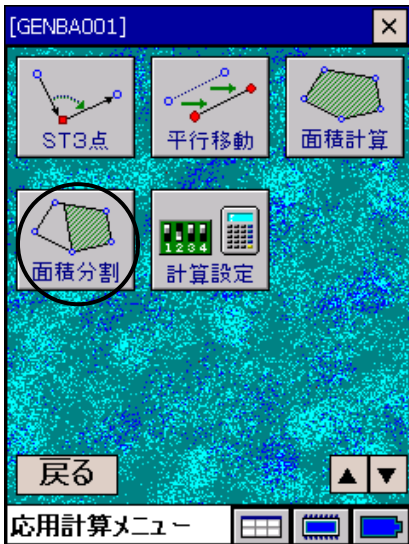 [GENBA001]
ST3点 平行移動 面積計算
1234
面積分割 計算設定
戻る
応用計算メニュー